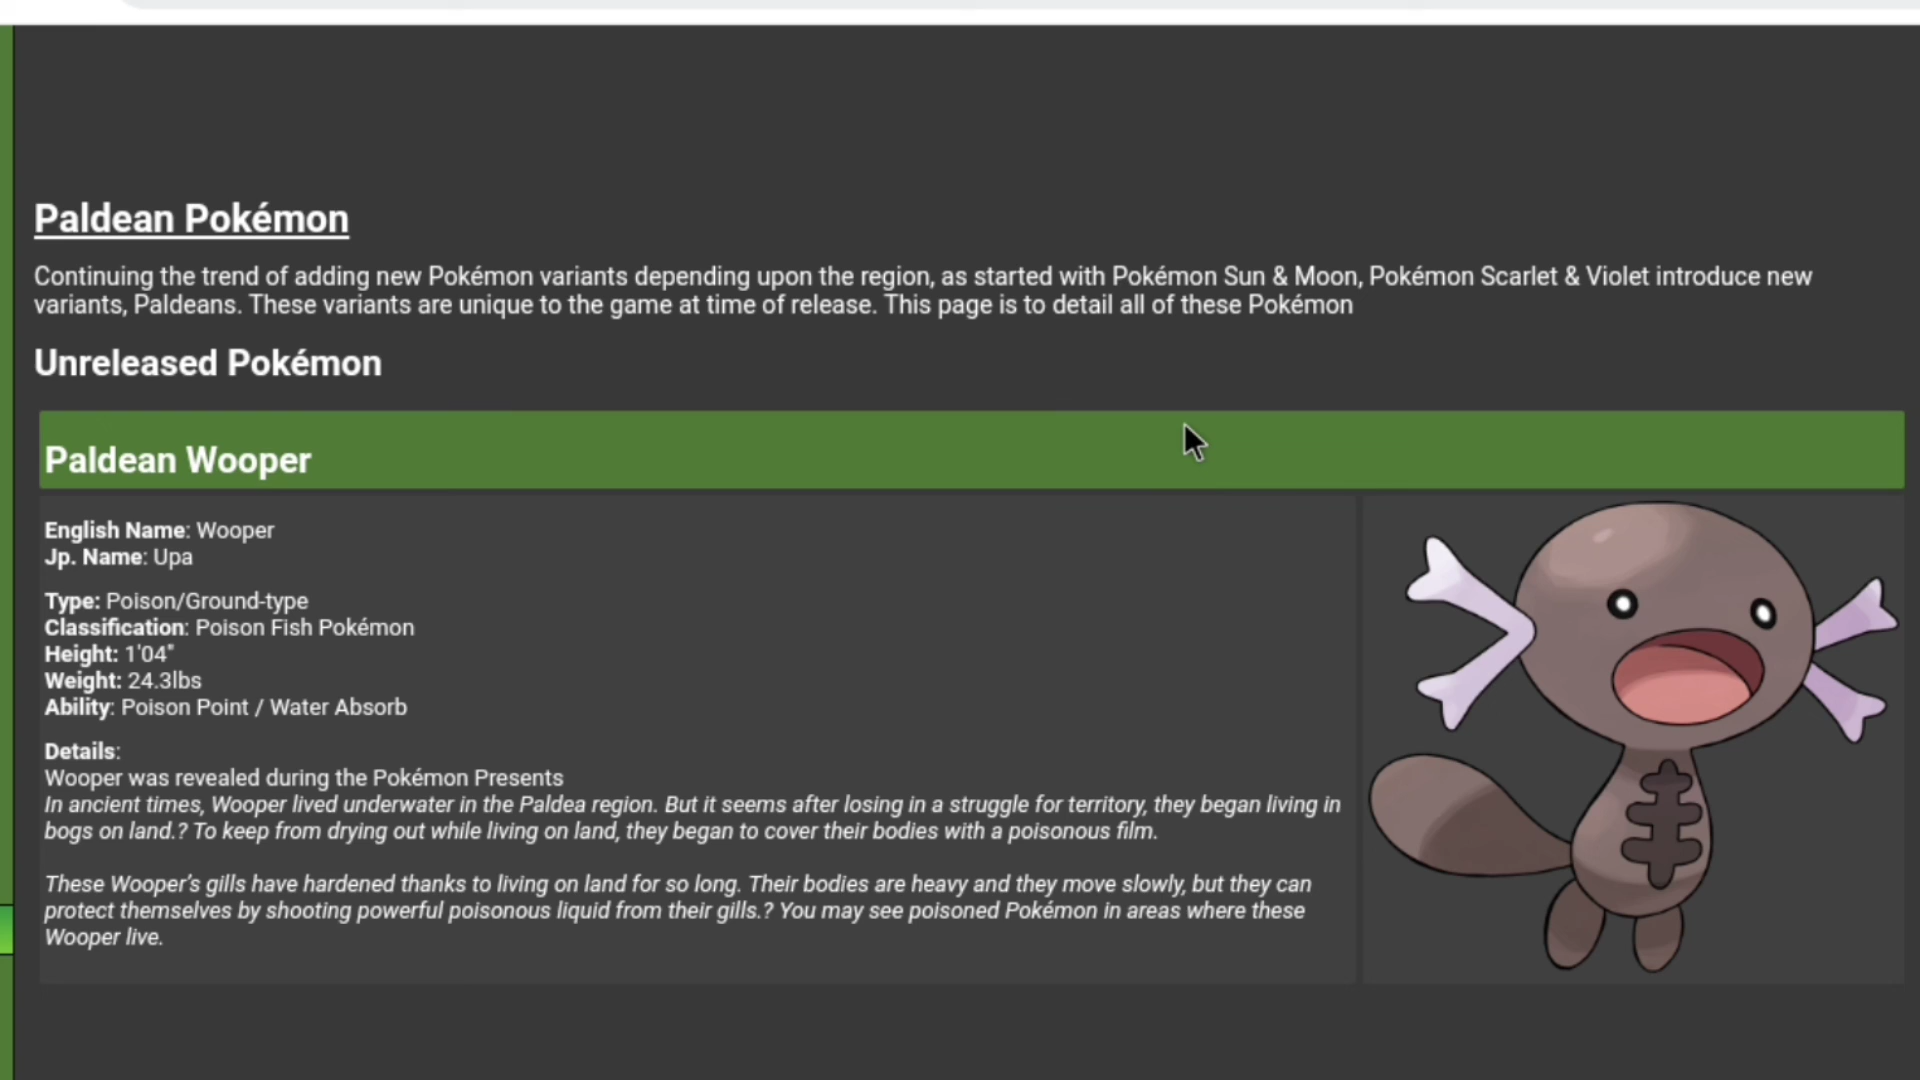 Paldean Pokémon
Continuing the trend of adding new Pokémon variants depending upon the region, as started with Pokémon Sun & Moon, Pokémon Scarlet & Violet introduce new
variants, Paldeans. These variants are unique to the game at time of release. This page is to detail all of these Pokémon
Unreleased Pokémon
Paldean Wooper
English Name: Wooper
Jp. Name: Upa
Type: Poison/Ground-type
Classification: Poison Fish Pokémon
Height: 1'04"
Weight: 24.3lbs
Ability: Poison Point / Water Absorb
Details:
Wooper was revealed during the Pokémon Presents
In ancient times, Wooper lived underwater in the Paldea region. But it seems after losing in a struggle for territory, they began living in
bogs on land.? To keep from drying out while living on land, they began to cover their bodies with a poisonous film.
These Wooper’s gills have hardened thanks to living on land for so long. Their bodies are heavy and they move slowly, but they can
protect themselves by shooting powerful poisonous liquid from their gills.? You may see poisoned Pokémon in areas where these
Wooper live.